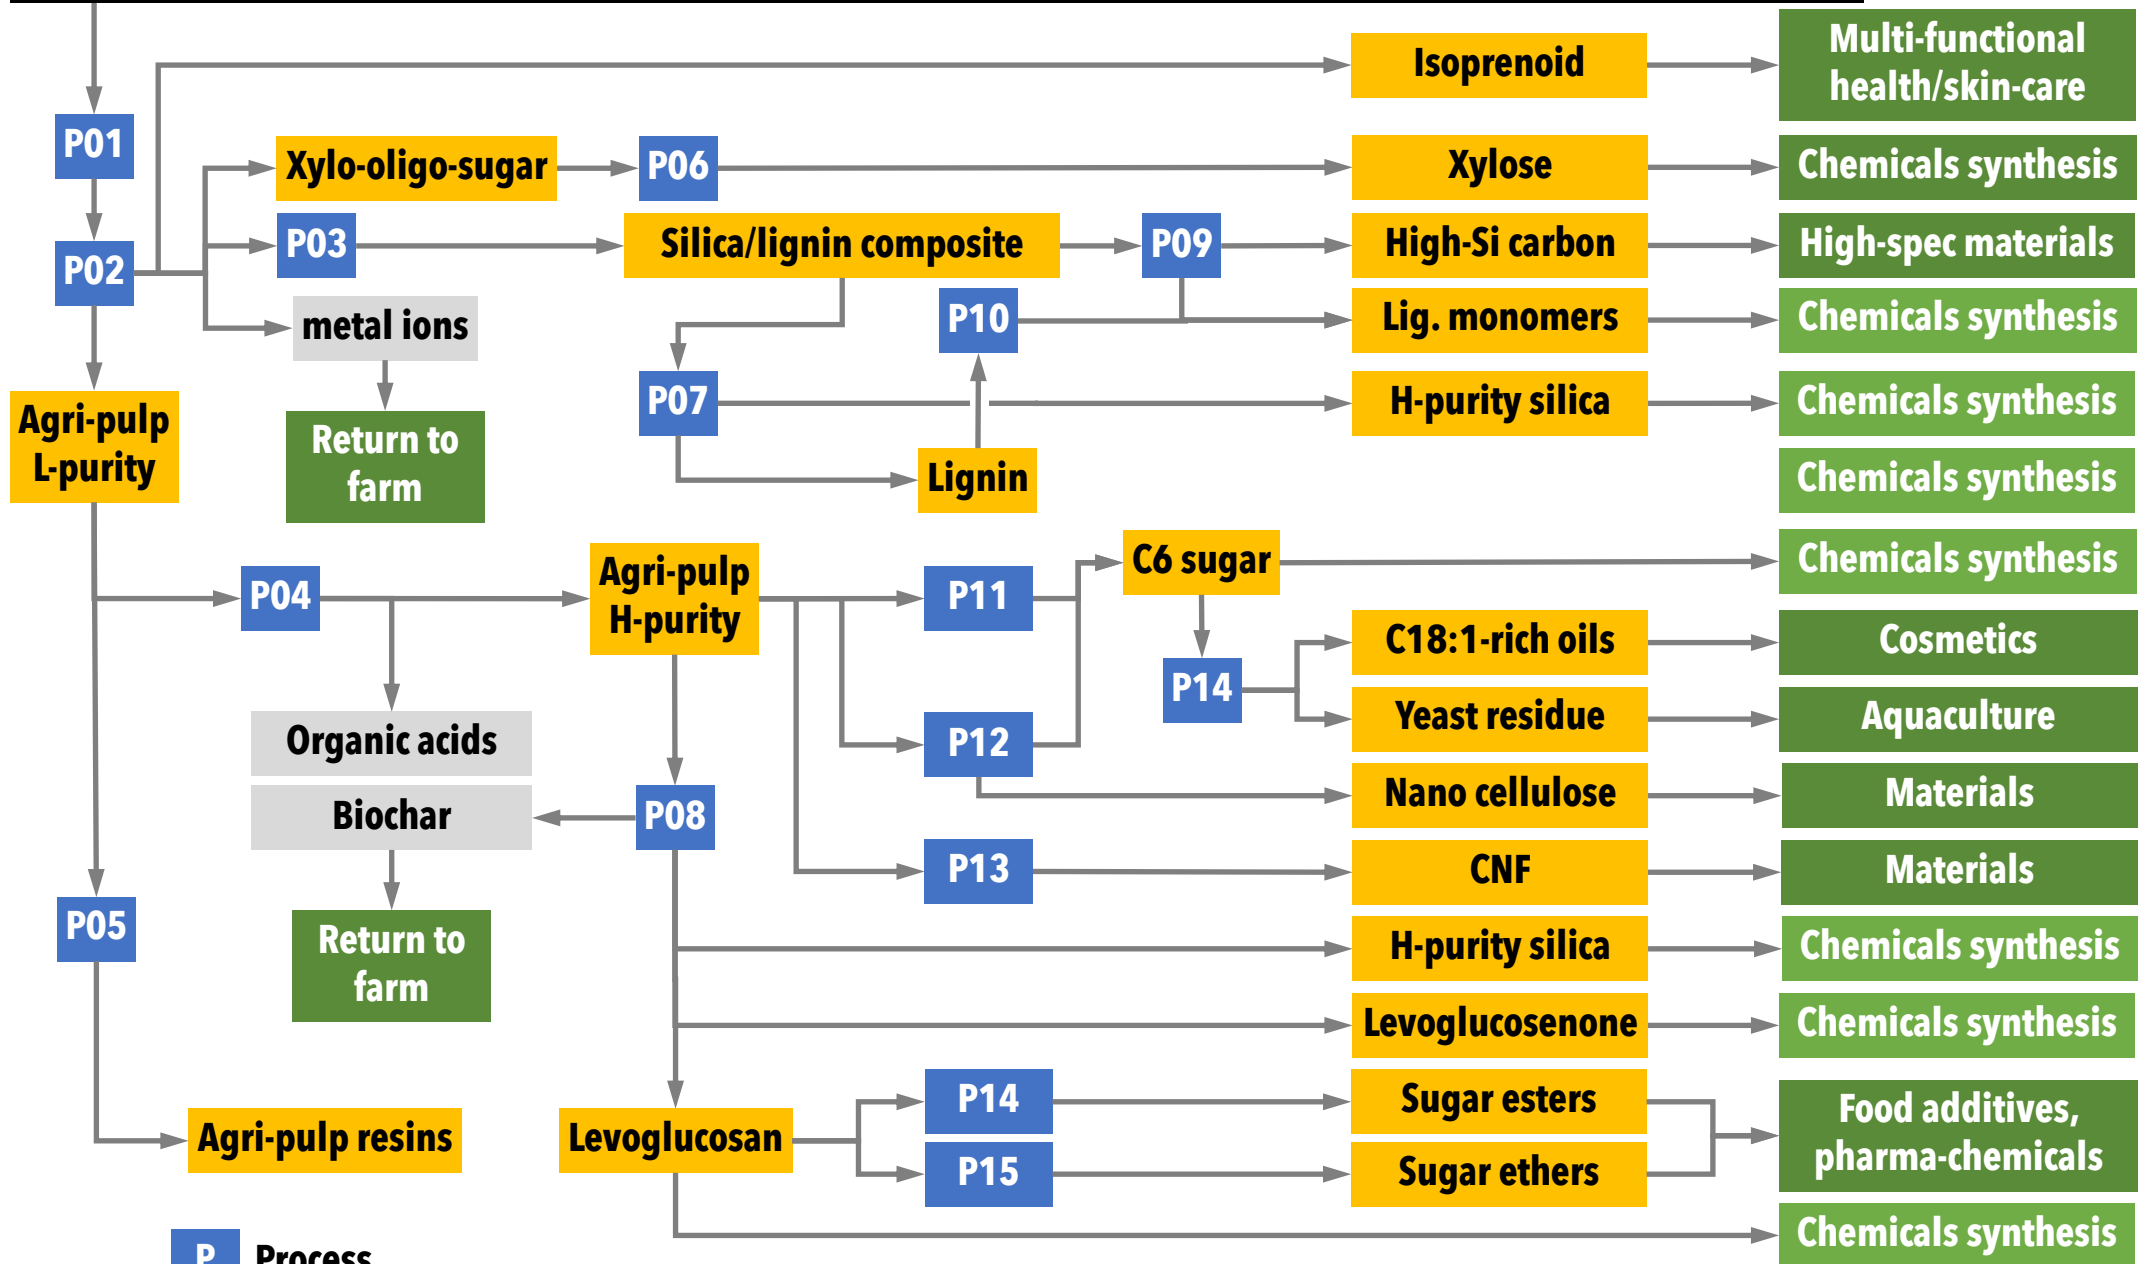 Isoprenoid
Multi-functional
health/skin-care
P01
Xylo-oligo-sugar
P06
Xylose
Chemicals synthesis
P02
P03
Silica/lignin composite
P09
High-Si carbon
High-spec materials
metal ions
P10
Lig. monomers
Chemicals synthesis
Agri-pulp
L-purity
Return to
farm
P07
H-purity silica
Chemicals synthesis
Lignin
Chemicals synthesis
P04
Agri-pulp
H-purity
P11
C6 sugar
Chemicals synthesis
P14
C18:1-rich oils
Cosmetics
Yeast residue
Aquaculture
Organic acids
P12
Nano cellulose
Materials
Biochar
P08
P13
CNF
Materials
P05
Return to
farm
H-purity silica
Chemicals synthesis
Levoglucosenone
Chemicals synthesis
Agri-pulp resins
Levoglucosan
P14
Sugar esters
P15
Sugar ethers
Food additives,
pharma-chemicals
Chemicals synthesis
P Process